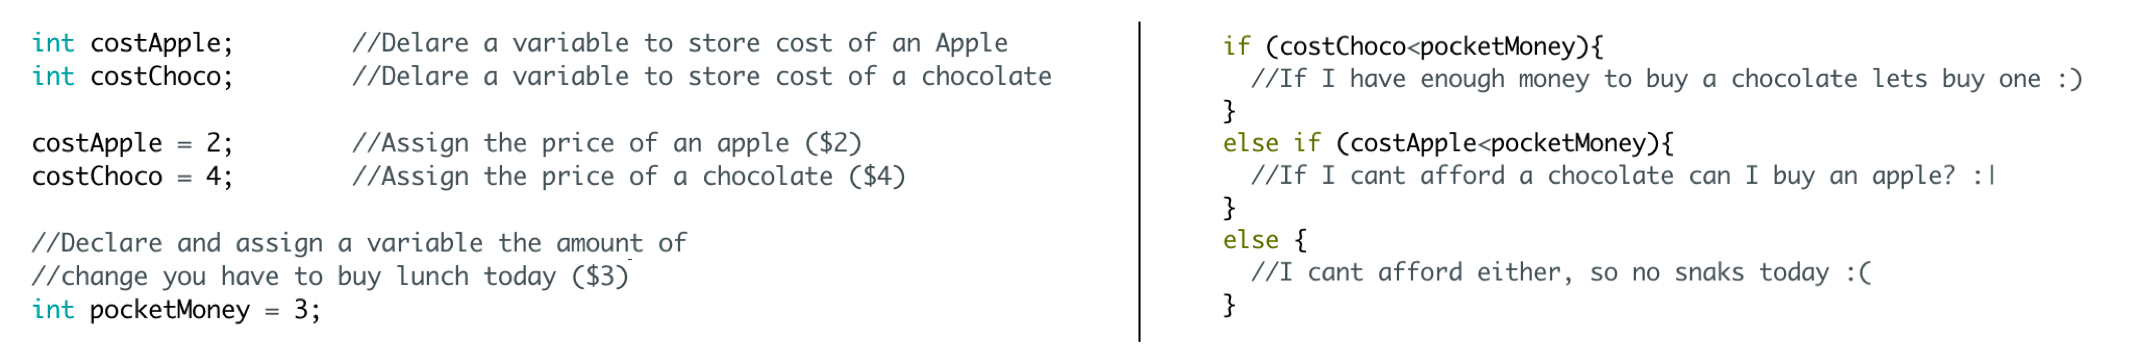 int costApple;        //Delare a variable to store cost of an Apple
int costChoco;        //Delare a variable to store cost of a chocolate
costApple = 2;        //Assign the price of an apple ($2)
costChoco = 4;        //Assign the price of a chocolate ($4)
//Declare and assign a variable the amount of
//change you have to buy lunch today ($3)
int pocketMoney = 3;
if (costChoco<pocketMoney){
  //If I have enough money to buy a chocolate lets buy one :)
}
else if (costApple<pocketMoney){
  //If I cant afford a chocolate can I buy an apple? :|
}
else {
  //I cant afford either, so no snaks today :(
}